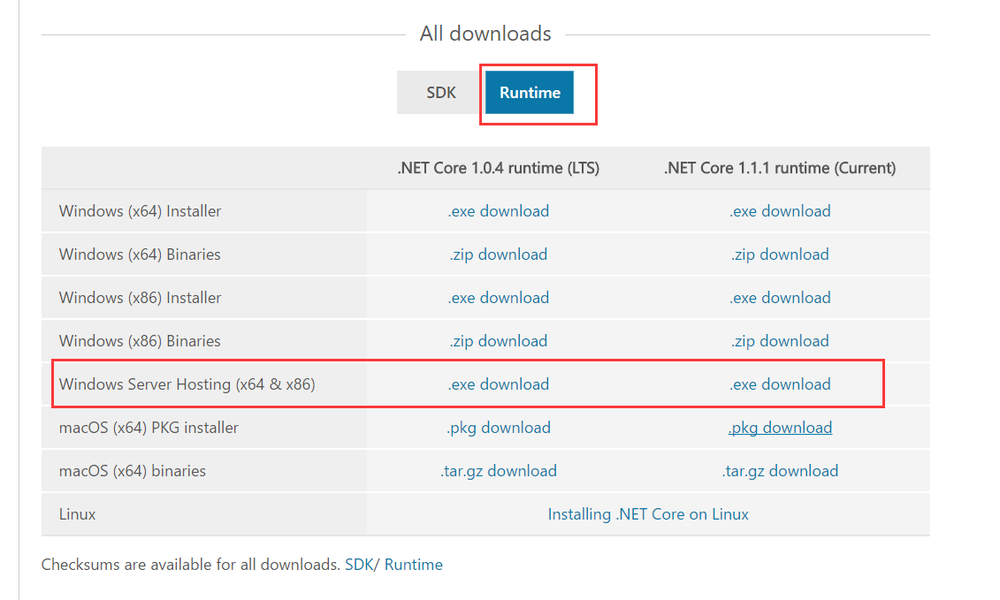 All downloads
SDK Runtime
.NET Core 1.0.4 runtime (LTS) .NET Core 1.1.1 runtime (Current)
Windows (x64) Installer .exe download .exe download
Windows (x64) Binaries .zip download .zip download
Windows (x86) Installer .exe download .exe download
Windows (x86) Binaries .zip download .zip download
Windows Server Hosting (x64 & x86) .exe download .exe download
macOS (x64) PKG installer .pkg download .pkg download
macOS (x64) binaries .tar.gz download .tar.gz download
Linux Installing .NET Core on Linux
Checksums are available for all downloads. SDK/ Runtime